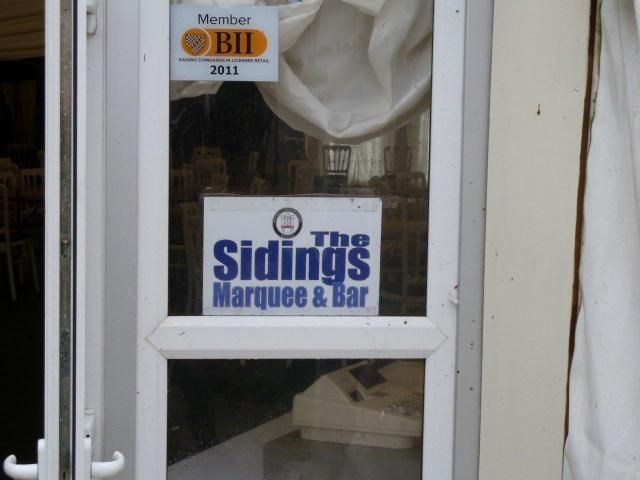 Member
BII
RAISING STANDARDS IN LICENSED RETAIL
2011
The
Sidings
Marquee & Bar